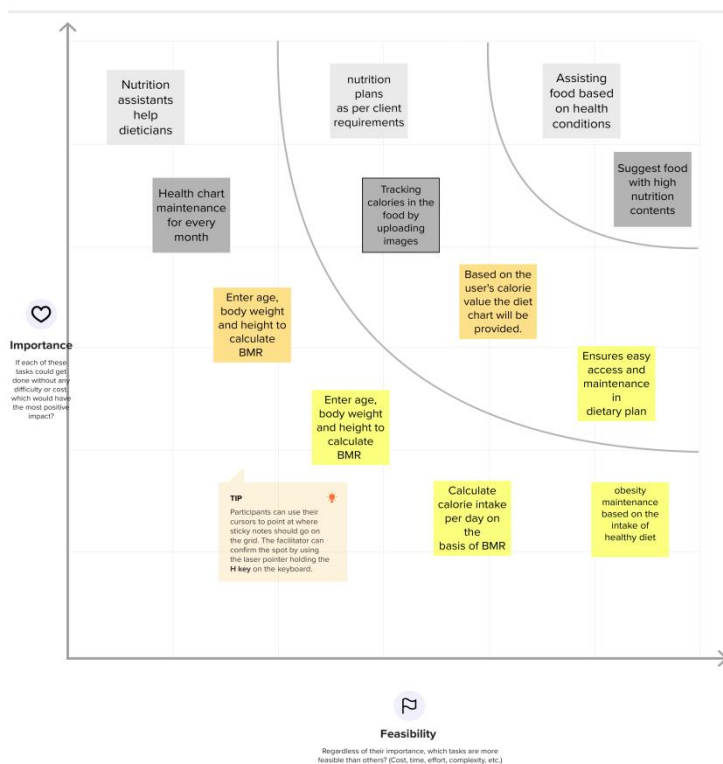 Nutrition
assistants
help
dieticians
nutrition
plans
as per client
requirements
Assisting
food based
on health
conditions
Health chart
maintenance
for every
month
Tracking
calories in the
food by
uploading
images
Suggest food
with high
nutrition
contents
Enter age,
body weight
and height to
calculate
BMR
Based on the
user's calorie
value the diet
chart will be
provided.
Importance
If each of these
tasks could get
done without any
difficulty or cost,
which would have
the most positive
impact?
Ensures easy
access and
maintenance
in
dietary plan
Enter age,
body weight
and height to
calculate
BMR
TIP
Participants can use their
cursors to point at where
sticky notes should go on
the grid. The facilitator can
confirm the spot by using
the laser pointer holding the
H key on the keyboard.
Calculate
calorie intake
per day on
the
basis of BMR
obesity
maintenance
based on the
intake of
healthy diet
Feasibility
Regardless of their importance, which tasks are more
feasible than others? (Cost, time, effort, complexity, etc.)